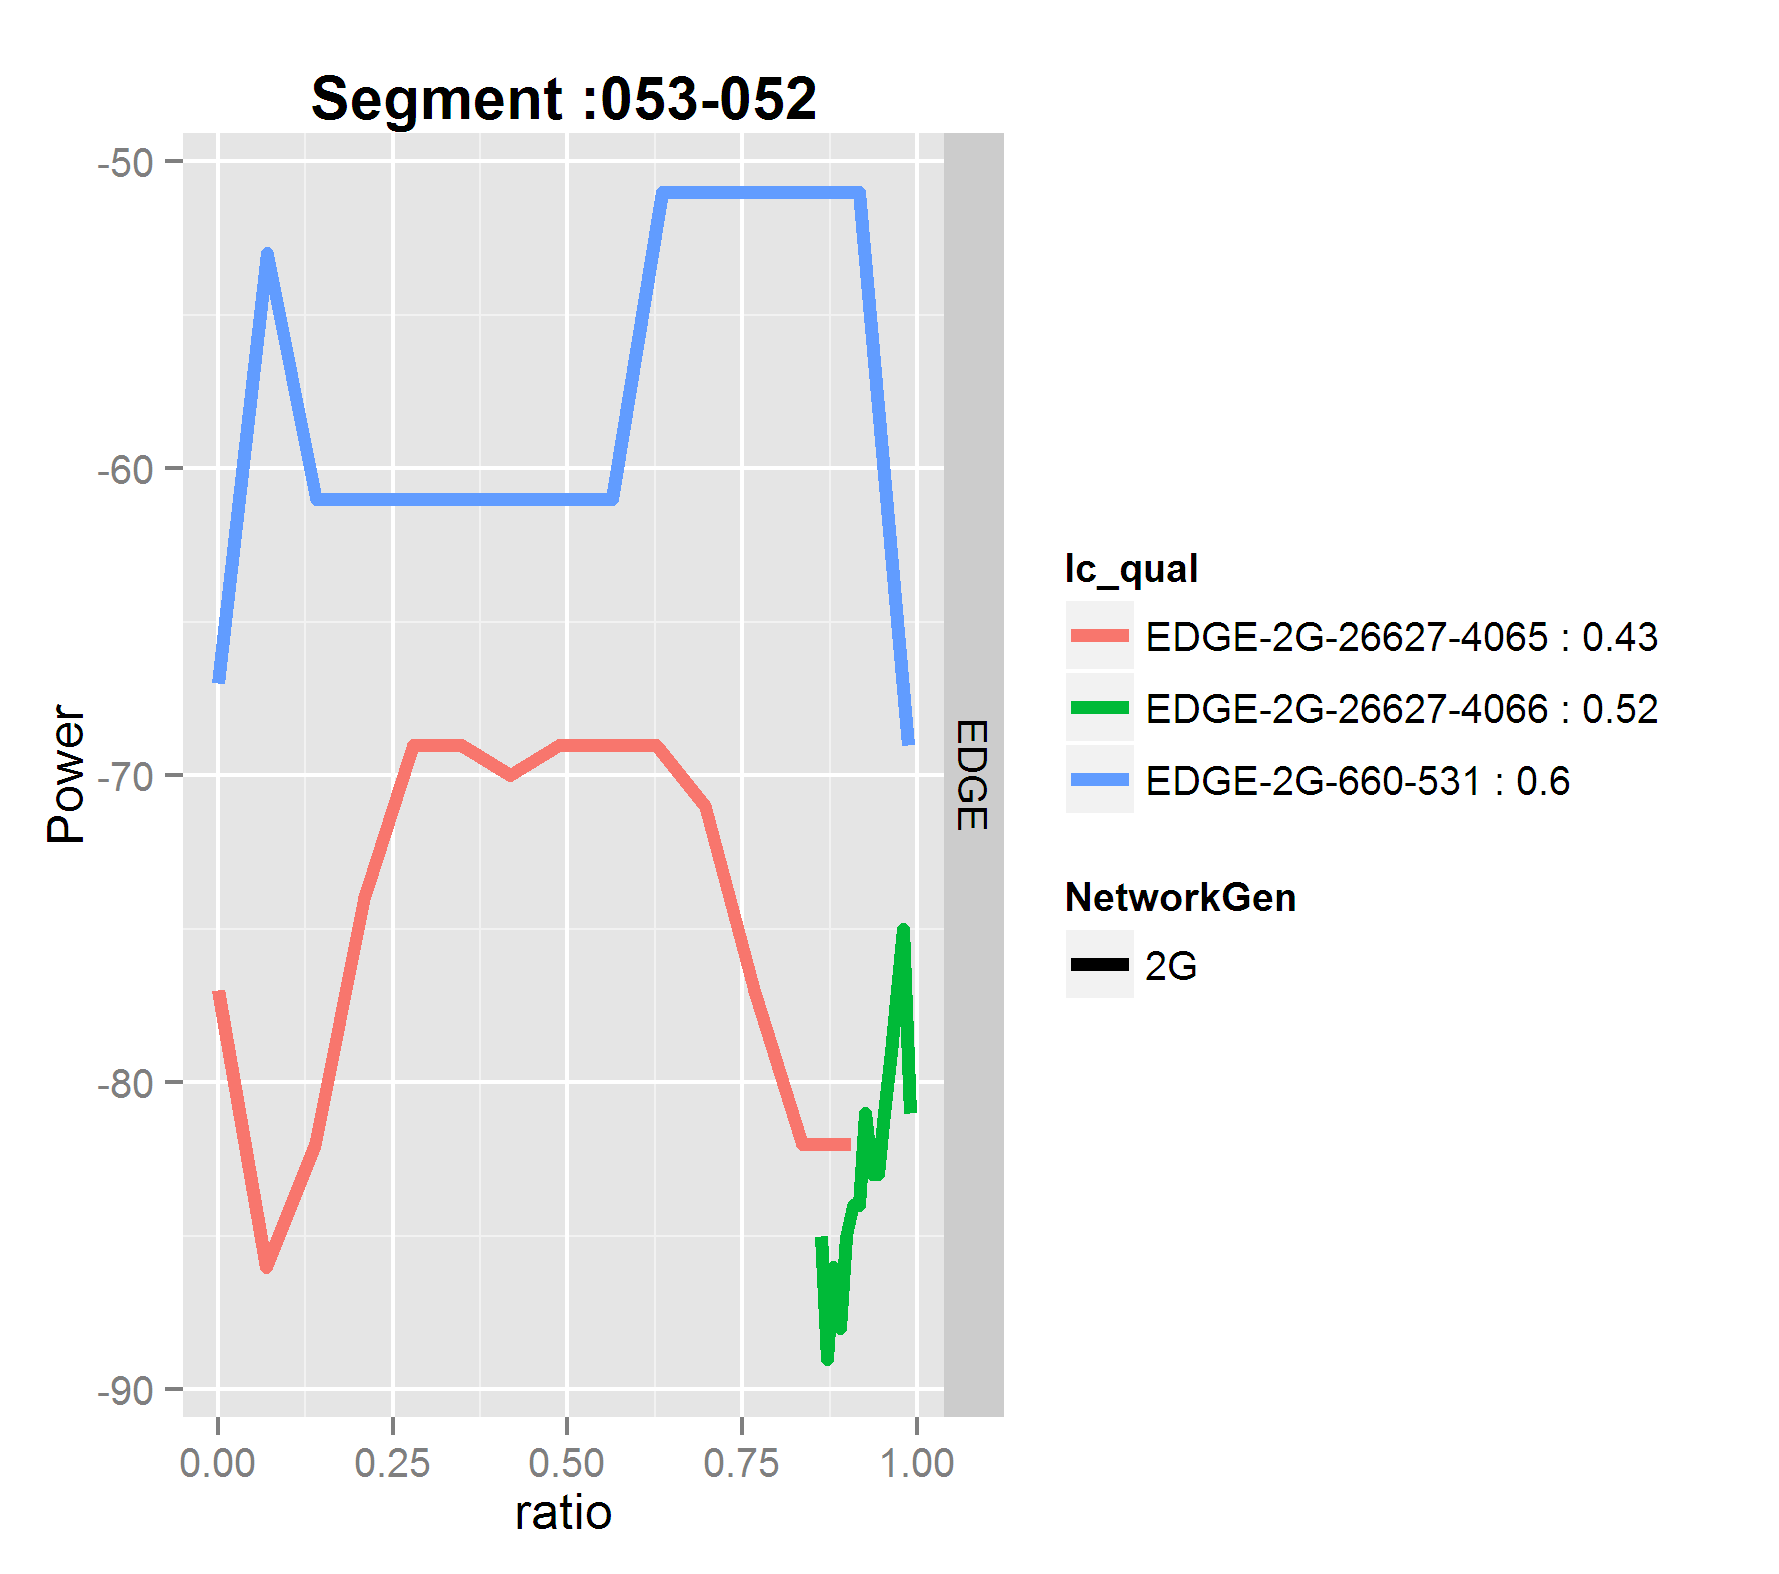 Segment :053-052
-50
-60
-70
-80
-90
Power
0.00 0.25 0.50 0.75 1.00
ratio
EDGE
lc_qual
EDGE-2G-26627-4065 : 0.43
EDGE-2G-26627-4066 : 0.52
EDGE-2G-660-531 : 0.6
NetworkGen
2G